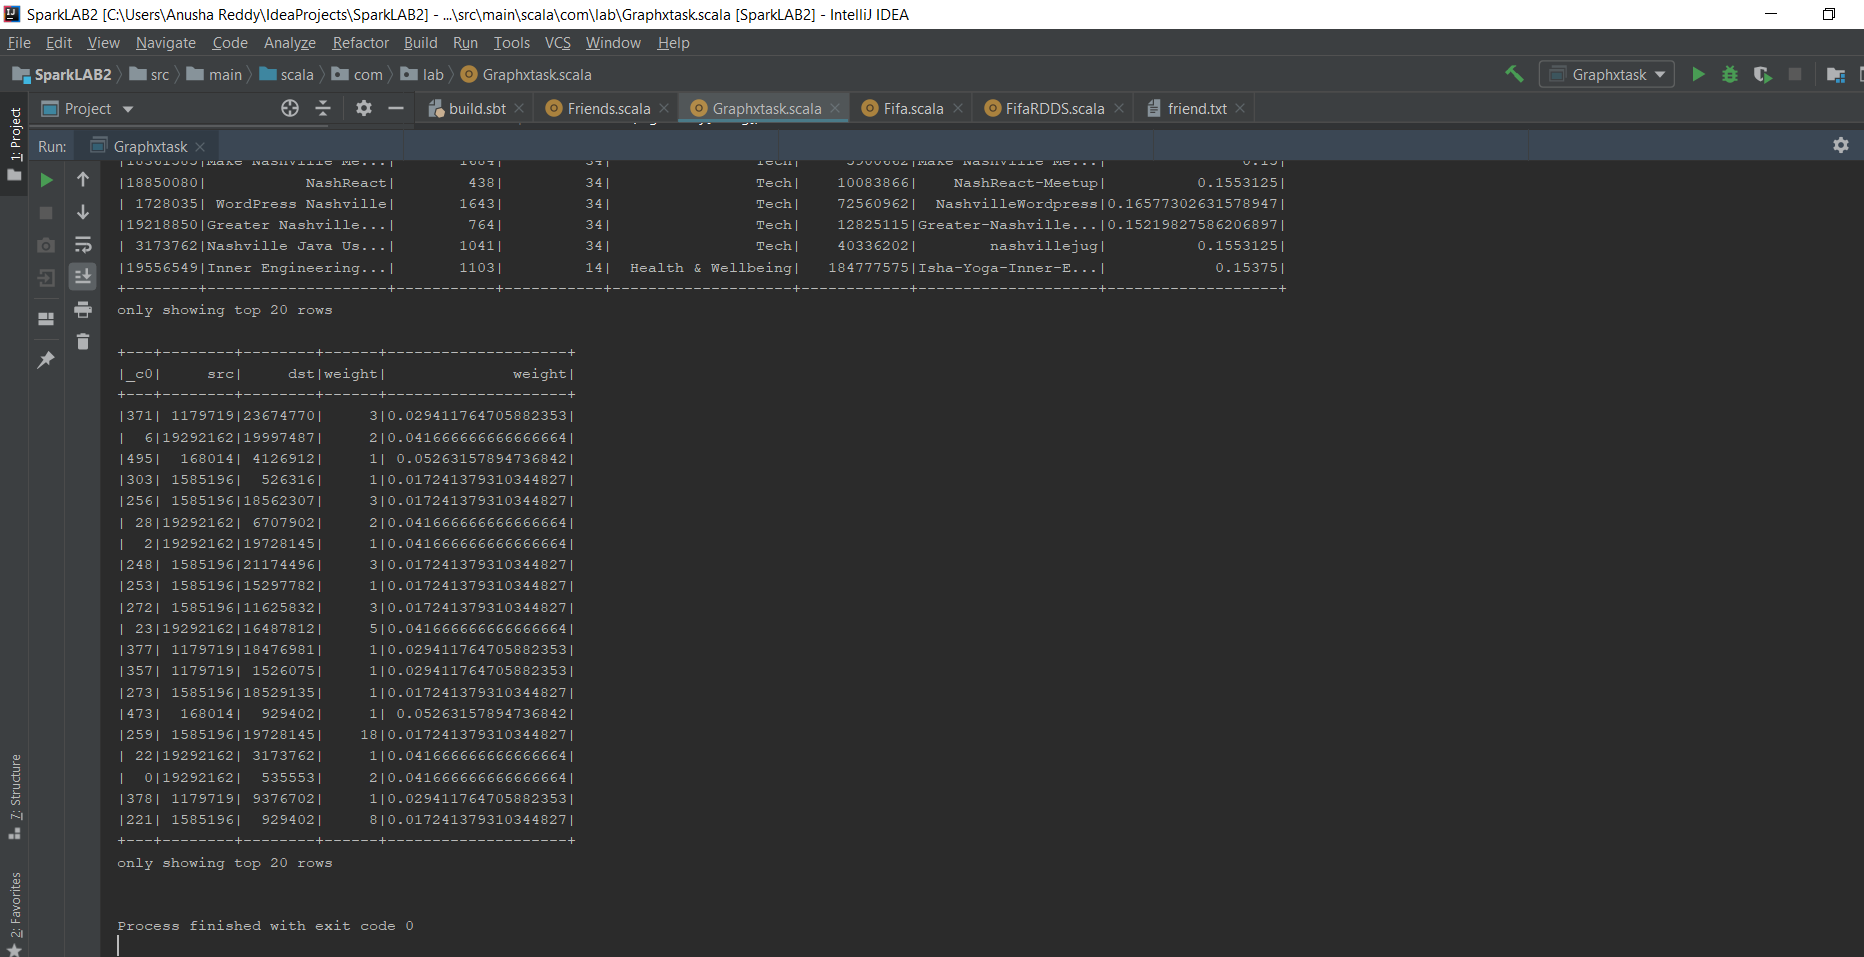 SparkLAB2 [C:\Users\Anusha Reddy\IdeaProjects\SparkLAB2] - ...\src\main\scala\com\lab\Graphxtask.scala [SparkLAB2] - IntelliJ IDEA
File Edit View Navigate Code Analyze Refactor Build Run Tools VCS Window Help
SparkLAB2 src main scala com lab Graphxtask.scala Graphxtask
1: Project
Project build.sbt Friends.scala Graphxtask.scala Fifa.scala FifaRDDS.scala friend.txt
Run: Graphxtask
|18850080| NashReact| 438| 34| Tech| 10083866| NashReact-Meetup| 0.1553125|
| 1728035| WordPress Nashville| 1643| 34| Tech| 72560962| NashvilleWordpress|0.16577302631578947|
|19218850|Greater Nashville...| 764| 34| Tech| 12825115|Greater-Nashville...|0.15219827586206897|
| 3173762|Nashville Java Us...| 1041| 34| Tech| 40336202| nashvillejug| 0.1553125|
|19556549|Inner Engineering...| 1103| 14| Health & Wellbeing| 184777575|Isha-Yoga-Inner-E...| 0.15375|
+--------+--------------------+-----------+-----------+--------------------+------------+--------------------+-------------------+
only showing top 20 rows
+---+--------+--------+------+--------------------+
|_c0| src| dst|weight| weight|
+---+--------+--------+------+--------------------+
|371| 1179719|23674770| 3|0.029411764705882353|
| 6|19292162|19997487| 2|0.041666666666666664|
|495| 168014| 4126912| 1| 0.05263157894736842|
|303| 1585196| 526316| 1|0.017241379310344827|
|256| 1585196|18562307| 3|0.017241379310344827|
| 28|19292162| 6707902| 2|0.041666666666666664|
| 2|19292162|19728145| 1|0.041666666666666664|
|248| 1585196|21174496| 3|0.017241379310344827|
|253| 1585196|15297782| 1|0.017241379310344827|
|272| 1585196|11625832| 3|0.017241379310344827|
| 23|19292162|16487812| 5|0.041666666666666664|
|377| 1179719|18476981| 1|0.029411764705882353|
|357| 1179719| 1526075| 1|0.029411764705882353|
|273| 1585196|18529135| 1|0.017241379310344827|
|473| 168014| 929402| 1| 0.05263157894736842|
|259| 1585196|19728145| 18|0.017241379310344827|
| 22|19292162| 3173762| 1|0.041666666666666664|
| 0|19292162| 535553| 2|0.041666666666666664|
|378| 1179719| 9376702| 1|0.029411764705882353|
|221| 1585196| 929402| 8|0.017241379310344827|
+---+--------+--------+------+--------------------+
only showing top 20 rows
Process finished with exit code 0
7: Structure
2: Favorites